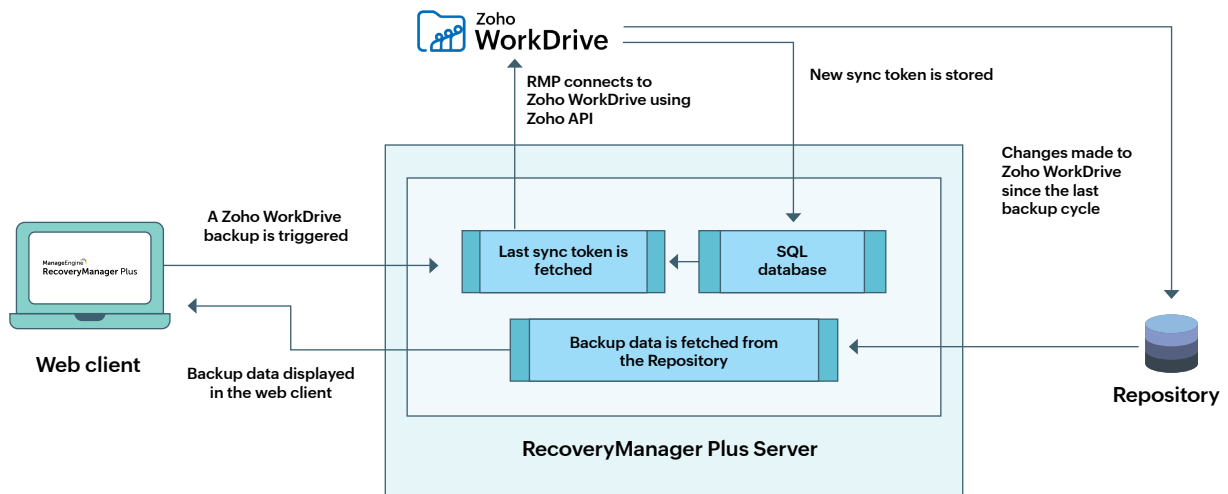 Zoho
WorkDrive
RMP connects to
Zoho WorkDrive using
Zoho API
New sync token is stored
Changes made to
Zoho WorkDrive
since the last
backup cycle
A Zoho WorkDrive
backup is triggered
Last sync token is
fetched
SQL
database
ManageEngine
RecoveryManager Plus
Web client
Backup data is fetched from
the Repository
Backup data displayed
in the web client
Repository
RecoveryManager Plus Server